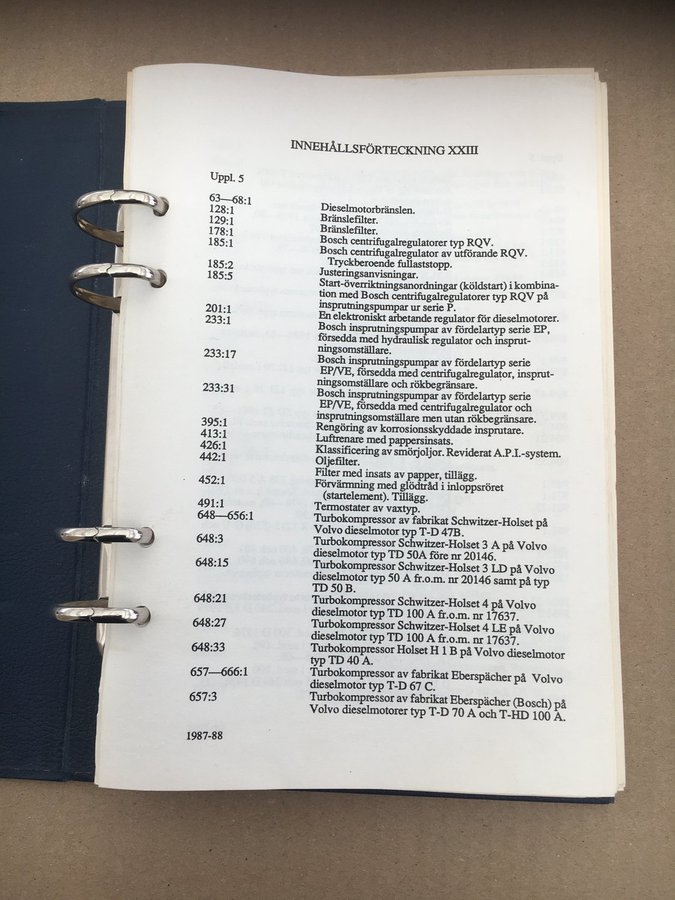 INNEHÅLLSFÖRTECKNING XXIII
Uppl. 5
63—68:1 Dieselmotorbränslen.
128:1 Bränslefilter.
129:1 Bränslefilter.
178:1 Bosch centrifugalregulatorer typ RQV.
185:1 Bosch centrifugalregulator av utförande RQV.
Tryckberoende fullaststopp.
185:2 Justeringsanvisningar.
185:5 Start-överriktningsanordningar (köldstart) i kombina-
tion med Bosch centrifugalregulatorer typ RQV på
insprutningspumpar ur serie P.
201:1 En elektroniskt arbetande regulator för dieselmotorer.
233:1 Bosch insprutningspumpar av fördelartyp serie EP,
försedda med hydraulisk regulator och insprut-
ningsomställare.
233:17 Bosch insprutningspumpar av fördelartyp serie
EP/VE, försedda med centrifugalregulator, insprut-
ningsomställare och rökbegränsare.
233:31 Bosch insprutningspumpar av fördelartyp serie
EP/VE, försedda med centrifugalregulator och
insprutningsomställare men utan rökbegränsare.
395:1 Rengöring av korrosionsskyddade insprutare.
413:1 Luftrenare med pappersinsats.
426:1 Klassificering av smörjoljor. Reviderat A.P.I.-system.
442:1 Oljefilter.
Filter med insats av papper, tillägg.
452:1 Förvärmning med glödtråd i inloppsröret
(startelement). Tillägg.
491:1 Termostater av vaxtyp.
648—656:1 Turbokompressor av fabrikat Schwitzer-Holset på
Volvo dieselmotor typ T-D 47B.
648:3 Turbokompressor Schwitzer-Holset 3 A på Volvo
dieselmotor typ TD 50A före nr 20146.
648:15 Turbokompressor Schwitzer-Holset 3 LD på Volvo
dieselmotor typ 50 A fr.o.m. nr 20146 samt på typ
TD 50 B.
648:21 Turbokompressor Schwitzer-Holset 4 på Volvo
dieselmotor typ TD 100 A fr.o.m. nr 17637.
648:27 Turbokompressor Schwitzer-Holset 4 LE på Volvo
dieselmotor typ TD 100 A fr.o.m. nr 17637.
648:33 Turbokompressor Holset H 1 B på Volvo dieselmotor
typ TD 40 A.
657—666:1 Turbokompressor av fabrikat Eberspächer på Volvo
dieselmotor typ T-D 67 C.
657:3 Turbokompressor av fabrikat Eberspächer (Bosch) på
Volvo dieselmotorer typ T-D 70 A och T-HD 100 A.
1987-88